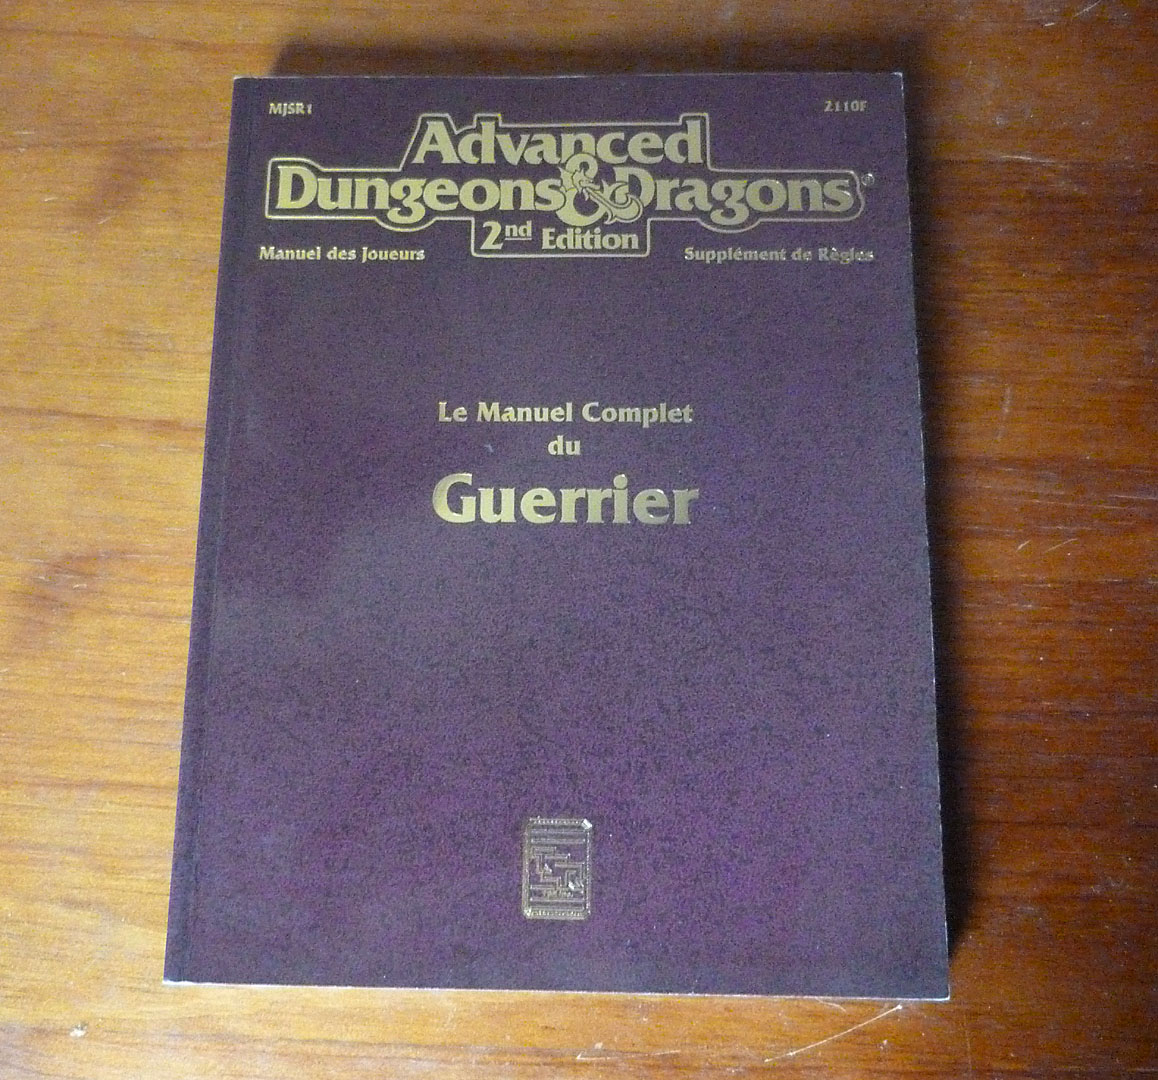 MJSR1 2110F
Advanced
Dungeons & Dragons®
2nd Edition
Manuel des Joueurs Supplément de Règles
Le Manuel Complet
du
Guerrier